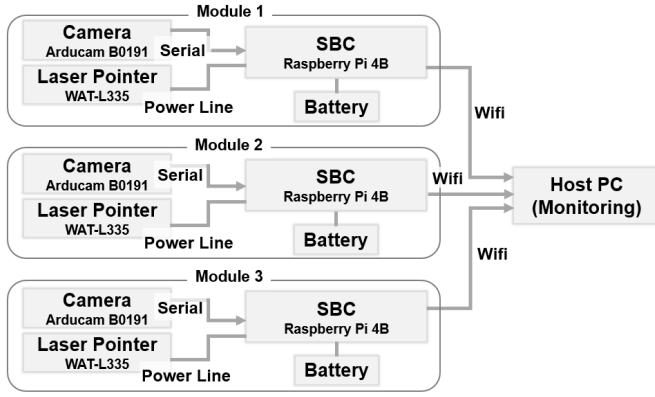 Module 1
Camera
Arducam B0191
Serial
Laser Pointer
WAT-L335
Power Line
SBC
Raspberry Pi 4B
Battery
Wifi
Module 2
Camera
Arducam B0191
Serial
Laser Pointer
WAT-L335
Power Line
SBC
Raspberry Pi 4B
Battery
Wifi
Host PC
(Monitoring)
Module 3
Camera
Arducam B0191
Serial
Laser Pointer
WAT-L335
Power Line
SBC
Raspberry Pi 4B
Battery
Wifi